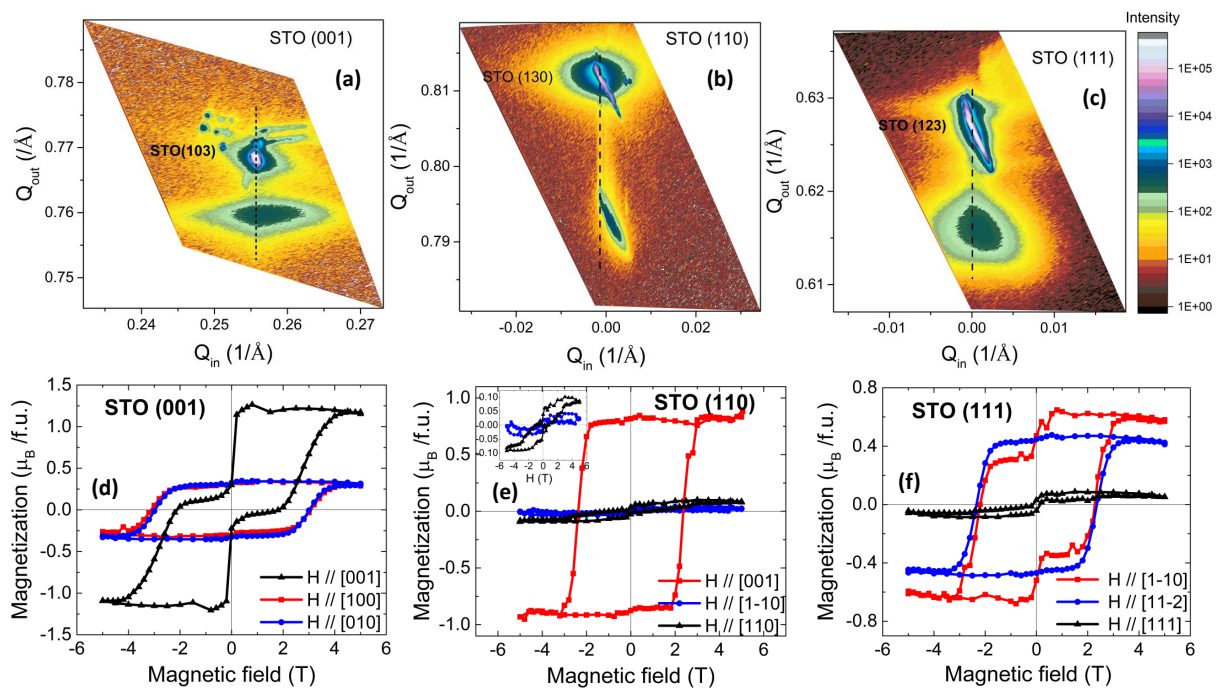 STO (001)
(a)
STO(103)
0.78
0.77
0.76
0.75
Q_out (/Å)
0.24
0.25
0.26
0.27
Q_in (1/Å)
STO (110)
(b)
STO (130)
0.81
0.80
0.79
Q_out (1/Å)
-0.02
0.00
0.02
Q_in (1/Å)
STO (111)
(c)
STO (123)
0.63
0.62
0.61
Q_out (1/Å)
-0.01
0.00
0.01
Q_in (1/Å)
Intensity
1E+05
1E+04
1E+03
1E+02
1E+01
1E+00
STO (001)
(d)
1.5
1.0
0.5
0.0
-0.5
-1.0
-1.5
Magnetization (μB /f.u.)
H // [001]
H // [100]
H // [010]
-6 -4 -2 0 2 4 6
Magnetic field (T)
STO (110)
(e)
1.0
0.5
0.0
-0.5
-1.0
Magnetization (μB /f.u.)
0.10
0.05
0.00
-0.05
-0.10
-6 -4 -2 0 2 4 6
H (T)
H // [001]
H // [1-10]
H // [110]
-6 -4 -2 0 2 4 6
Magnetic field (T)
STO (111)
(f)
0.8
0.4
0.0
-0.4
-0.8
Magnetization (μB /f.u.)
H // [1-10]
H // [11-2]
H // [111]
-6 -4 -2 0 2 4 6
Magnetic field (T)